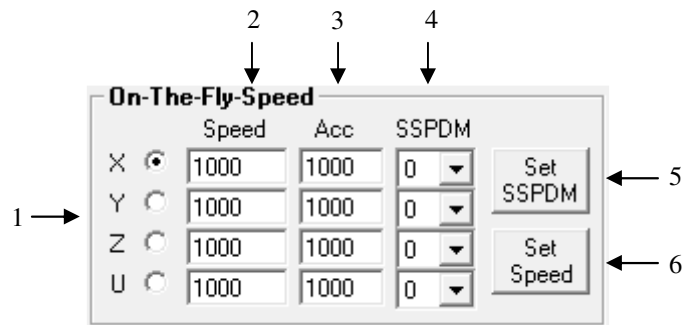 2 3 4
On-The-Fly-Speed
Speed Acc SSPDM
X 1000 1000 0
Y 1000 1000 0
Z 1000 1000 0
U 1000 1000 0
Set
SSPDM
Set
Speed
1
5
6